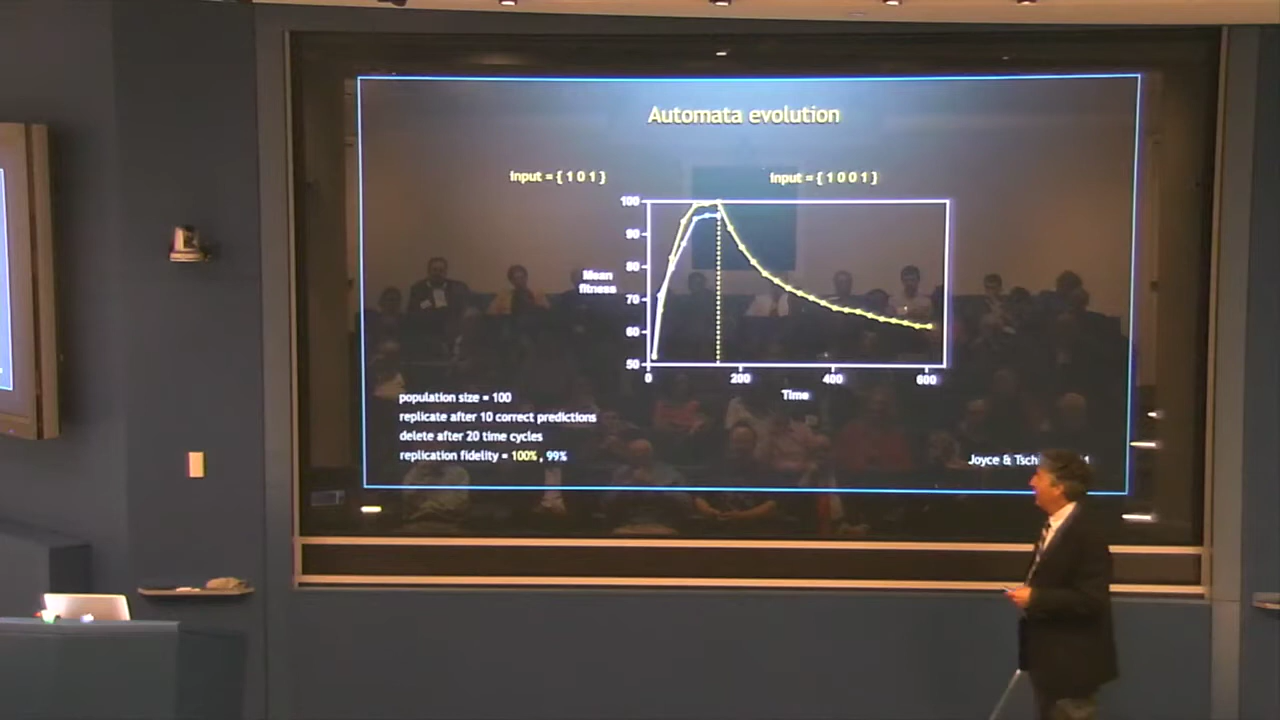 Automata evolution
input = { 1 0 1 }
input = { 1 0 0 1 }
100
90
80
70
60
50
Mean
fitness
0
200
400
600
Time
population size = 100
replicate after 10 correct predictions
delete after 20 time cycles
replication fidelity = 100%, 99%
Joyce &